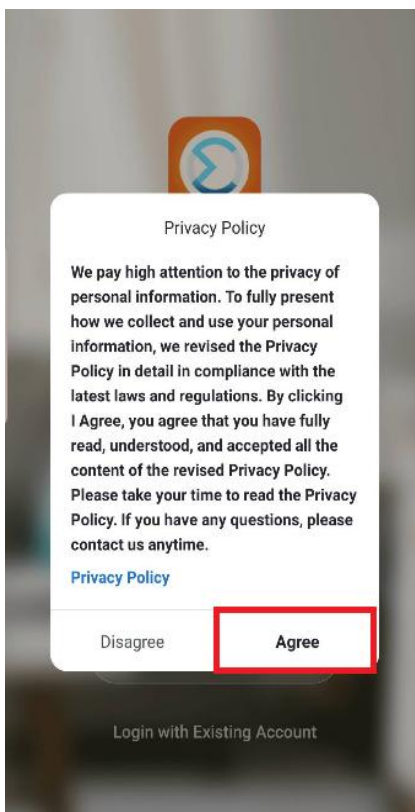 Privacy Policy
We pay high attention to the privacy of
personal information. To fully present
how we collect and use your personal
information, we revised the Privacy
Policy in detail in compliance with the
latest laws and regulations. By clicking
I Agree, you agree that you have fully
read, understood, and accepted all the
content of the revised Privacy Policy.
Please take your time to read the Privacy
Policy. If you have any questions, please
contact us anytime.
Privacy Policy
Disagree
Agree
Login with Existing Account